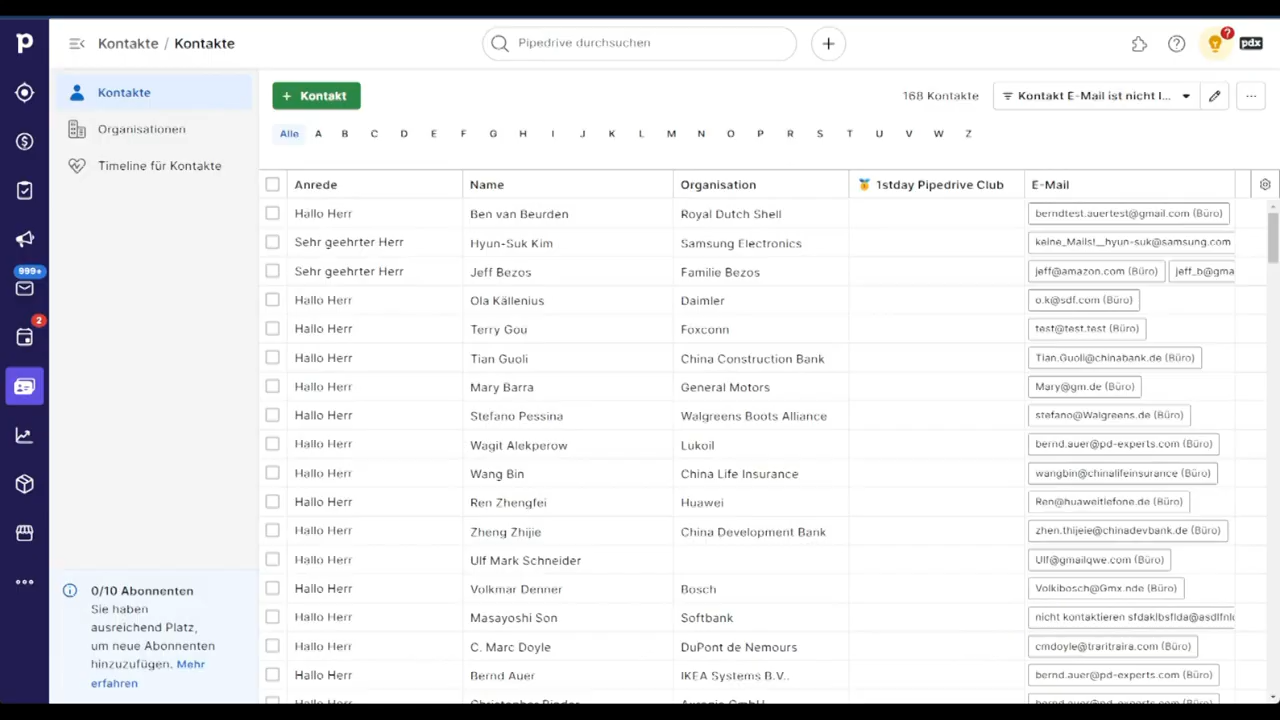 Kontakte / Kontakte
Pipedrive durchsuchen
?
pdx
Kontakte
Organisationen
Timeline für Kontakte
+ Kontakt
168 Kontakte
Kontakt E-Mail ist nicht l...
Alle A B C D E F G H I J K L M N O P R S T U V W Z
Anrede Name Organisation 1stday Pipedrive Club E-Mail
Hallo Herr Ben van Beurden Royal Dutch Shell berndtest.auertest@gmail.com (Büro)
Sehr geehrter Herr Hyun-Suk Kim Samsung Electronics keine_Mails!__hyun-suk@samsung.com
Sehr geehrter Herr Jeff Bezos Familie Bezos jeff@amazon.com (Büro) jeff_b@gma
Hallo Herr Ola Källenius Daimler o.k@sdf.com (Büro)
Hallo Herr Terry Gou Foxconn test@test.test (Büro)
Hallo Herr Tian Guoli China Construction Bank Tian.Guoli@chinabank.de (Büro)
Hallo Herr Mary Barra General Motors Mary@gm.de (Büro)
Hallo Herr Stefano Pessina Walgreens Boots Alliance stefano@Walgreens.de (Büro)
Hallo Herr Wagit Alekperow Lukoil bernd.auer@pd-experts.com (Büro)
Hallo Herr Wang Bin China Life Insurance wangbin@chinalifeinsurance (Büro)
Hallo Herr Ren Zhengfei Huawei Ren@huaweitlefone.de (Büro)
Hallo Herr Zheng Zhijie China Development Bank zhen.thijeie@chinadevbank.de (Büro)
Hallo Herr Ulf Mark Schneider Ulf@gmailqwe.com (Büro)
Hallo Herr Volkmar Denner Bosch Volkibosch@Gmx.nde (Büro)
Hallo Herr Masayoshi Son Softbank nicht kontaktieren
Hallo Herr C. Marc Doyle DuPont de Nemours cmdoyle@traritraira.com (Büro)
Hallo Herr Bernd Auer IKEA Systems B.V.. bernd.auer@pd-experts.com (Büro)
999+
2
0/10 Abonnenten
Sie haben
ausreichend Platz,
um neue Abonnenten
hinzuzufügen. Mehr
erfahren